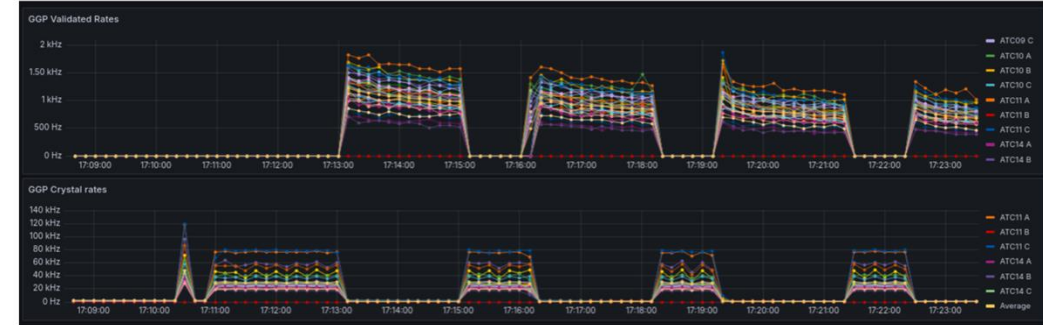 GGP Validated Rates
2 kHz
1.50 kHz
1 kHz
500 Hz
0 Hz
17:09:00 17:10:00 17:11:00 17:12:00 17:13:00 17:14:00 17:15:00 17:16:00 17:17:00 17:18:00 17:19:00 17:20:00 17:21:00 17:22:00 17:23:00
ATC09 C
ATC10 A
ATC10 B
ATC10 C
ATC11 A
ATC11 B
ATC11 C
ATC14 A
ATC14 B
GGP Crystal rates
140 kHz
120 kHz
100 kHz
80 kHz
60 kHz
40 kHz
20 kHz
0 Hz
17:09:00 17:10:00 17:11:00 17:12:00 17:13:00 17:14:00 17:15:00 17:16:00 17:17:00 17:18:00 17:19:00 17:20:00 17:21:00 17:22:00 17:23:00
ATC11 A
ATC11 B
ATC11 C
ATC14 A
ATC14 B
ATC14 C
Average